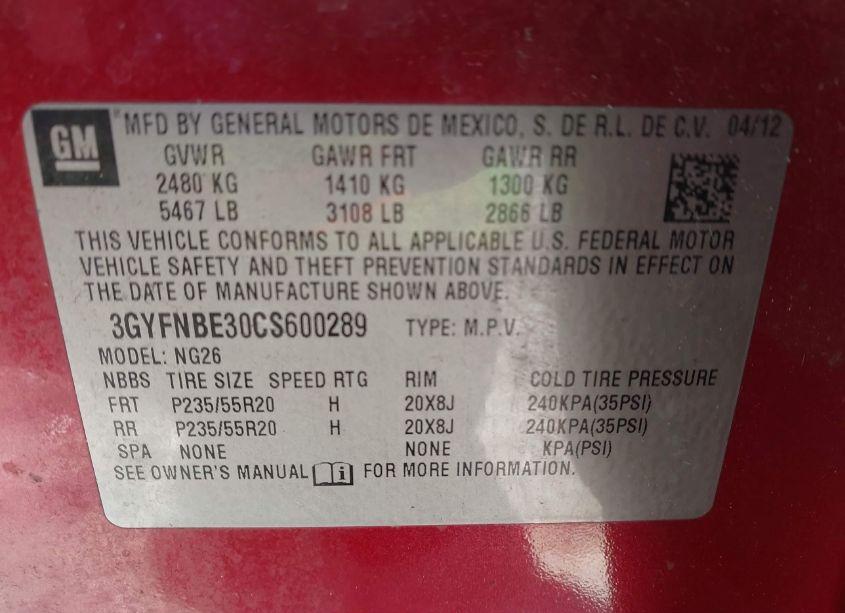 GM MFD BY GENERAL MOTORS DE MEXICO, S. DE R.L. DE C.V. 04/12
GVWR GAWR FRT GAWR RR
2480 KG 1410 KG 1300 KG
5467 LB 3108 LB 2866 LB
THIS VEHICLE CONFORMS TO ALL APPLICABLE U.S. FEDERAL MOTOR
VEHICLE SAFETY AND THEFT PREVENTION STANDARDS IN EFFECT ON
THE DATE OF MANUFACTURE SHOWN ABOVE.
3GYFNBE30CS600289 TYPE: M.P.V.
MODEL: NG26
NBBS TIRE SIZE SPEED RTG RIM COLD TIRE PRESSURE
FRT P235/55R20 H 20X8J 240KPA(35PSI)
RR P235/55R20 H 20X8J 240KPA(35PSI)
SPA NONE NONE KPA(PSI)
SEE OWNER'S MANUAL FOR MORE INFORMATION.